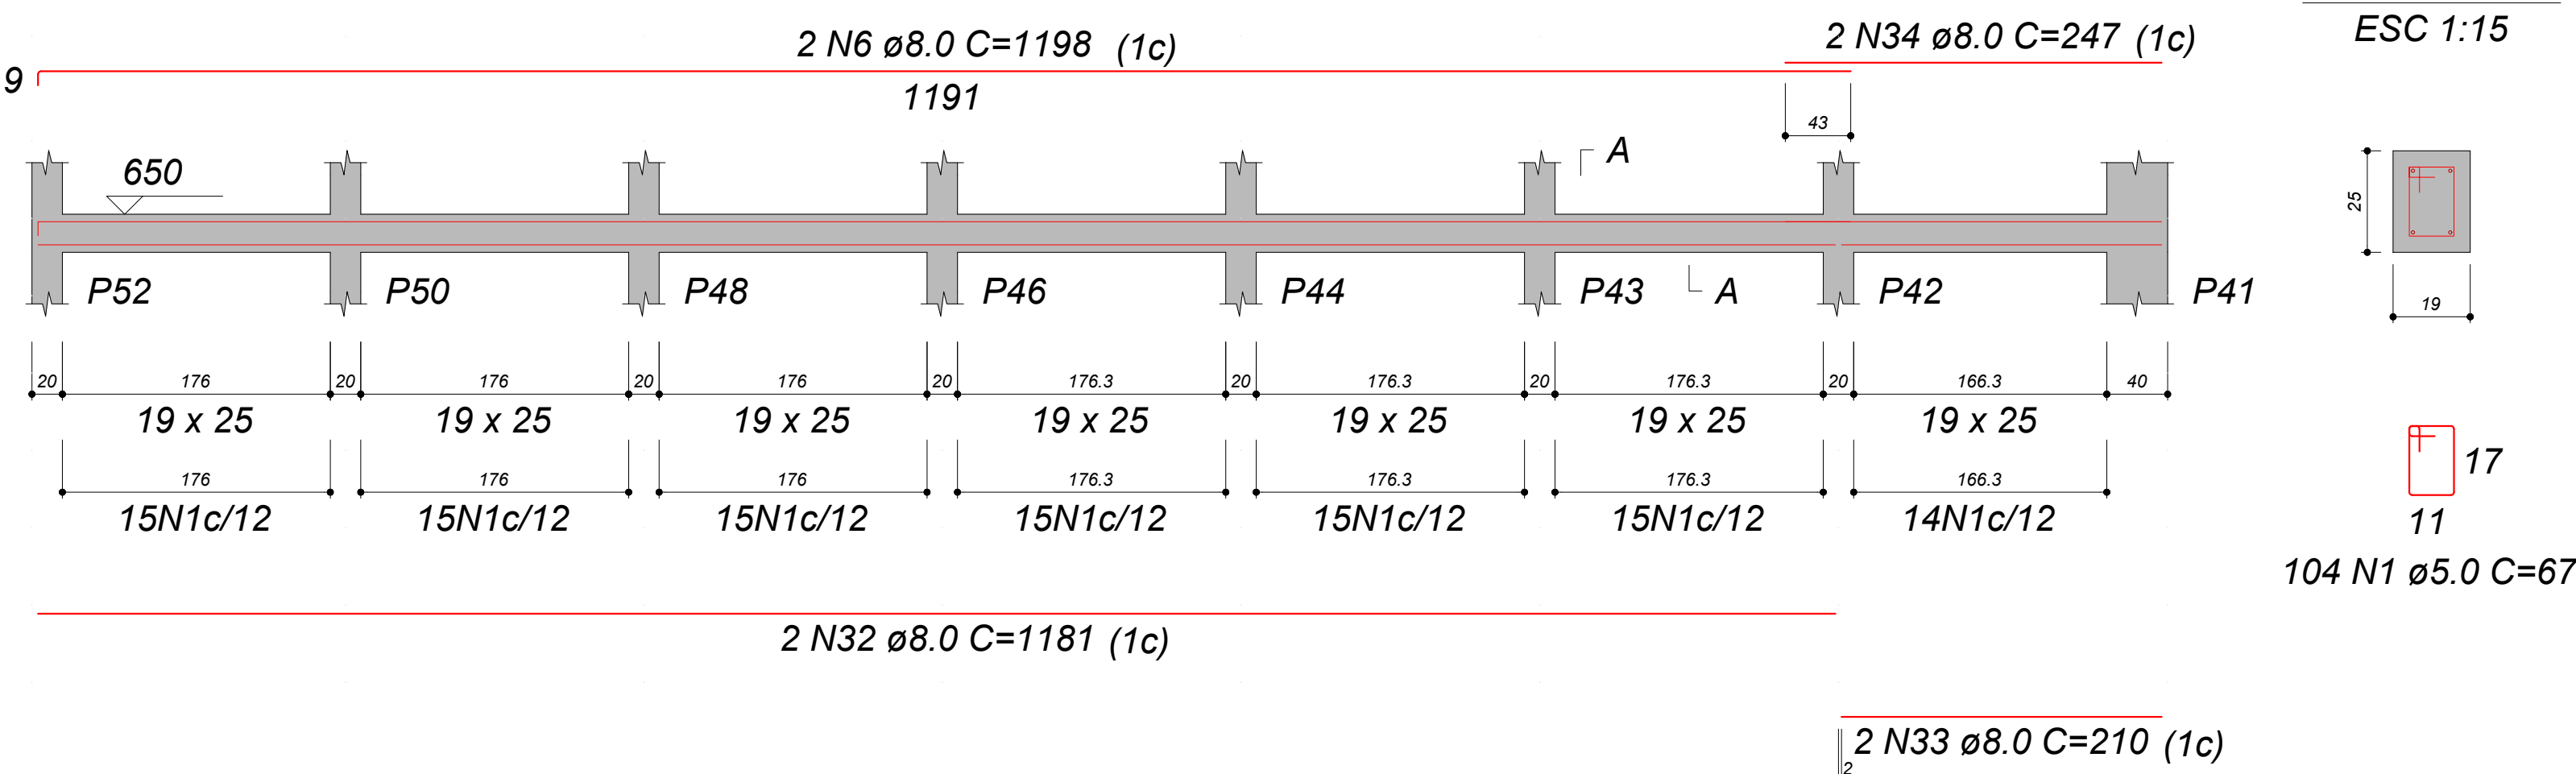 2 N6 ø8.0 C=1198 (1c)
2 N34 ø8.0 C=247 (1c)
ESC 1:15
9
1191
43
A
650
25
P52
P50
P48
P46
P44
P43
A
P42
P41
19
20 176 20 176 20 176 20 176.3 20 176.3 20 176.3 20 166.3 40
19 x 25 19 x 25 19 x 25 19 x 25 19 x 25 19 x 25 19 x 25
17
176 176 176 176.3 176.3 176.3 166.3
15N1c/12 15N1c/12 15N1c/12 15N1c/12 15N1c/12 15N1c/12 14N1c/12
11
104 N1 ø5.0 C=67
2 N32 ø8.0 C=1181 (1c)
2 N33 ø8.0 C=210 (1c)
2